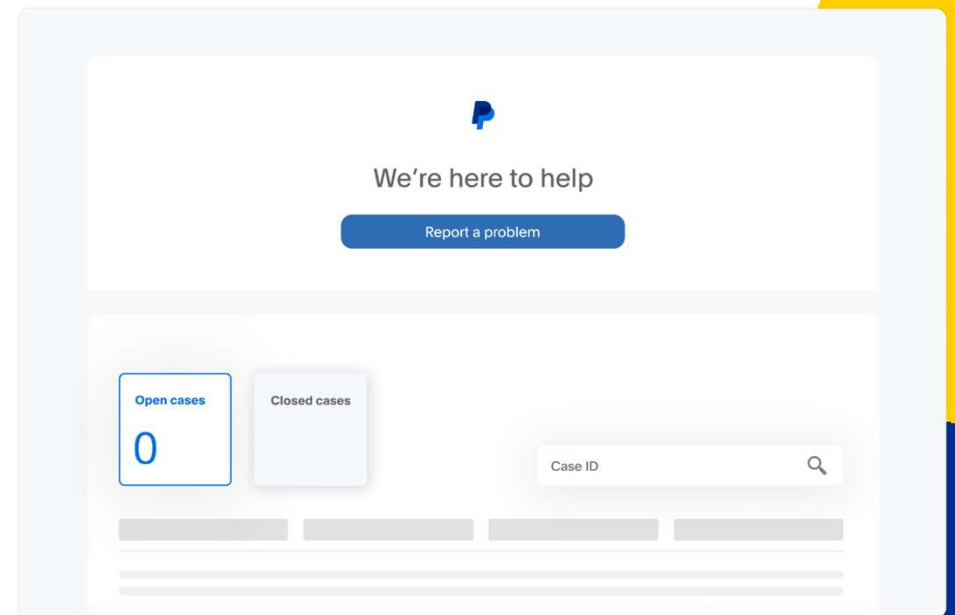 We're here to help
Report a problem
Open cases
Closed cases
0
Case ID